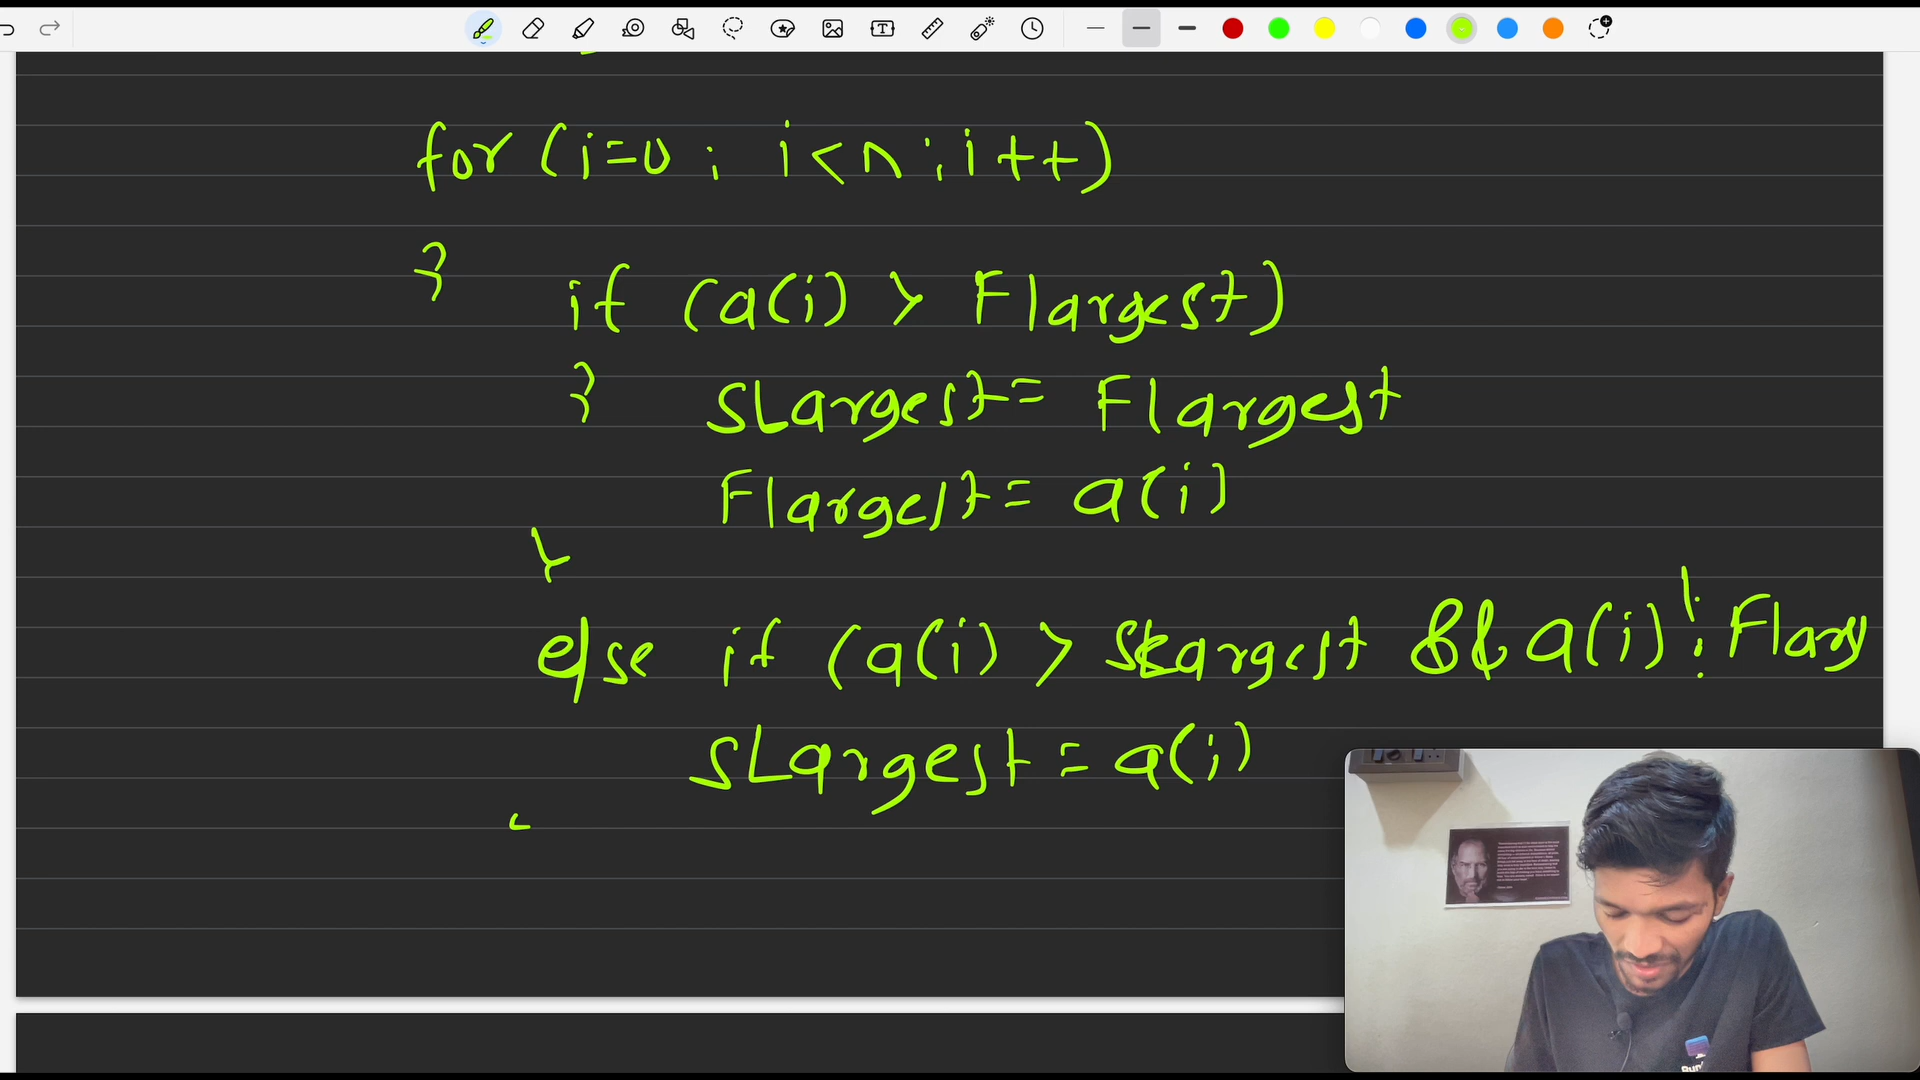 for (i=0 ; i < n ; i++)
{
if (a(i) > Flargest)
{ SLargest = Flargest
Flargest = a(i)
}
else if (a(i) > SLargest && a(i) ! : Flarg
SLargest = a(i)